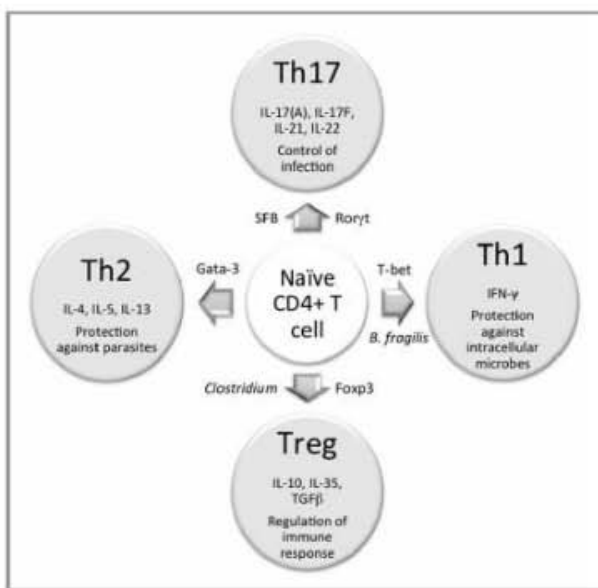 Th17
IL-17(A), IL-17F,
IL-21, IL-22
Control of
infection
SFB
Rorγt
Th2
IL-4, IL-5, IL-13
Protection
against parasites
Gata-3
Naïve
CD4+ T
cell
T-bet
B. fragilis
Th1
IFN-γ
Protection
against
intracellular
microbes
Clostridium
Foxp3
Treg
IL-10, IL-35,
TGFβ
Regulation of
immune
response